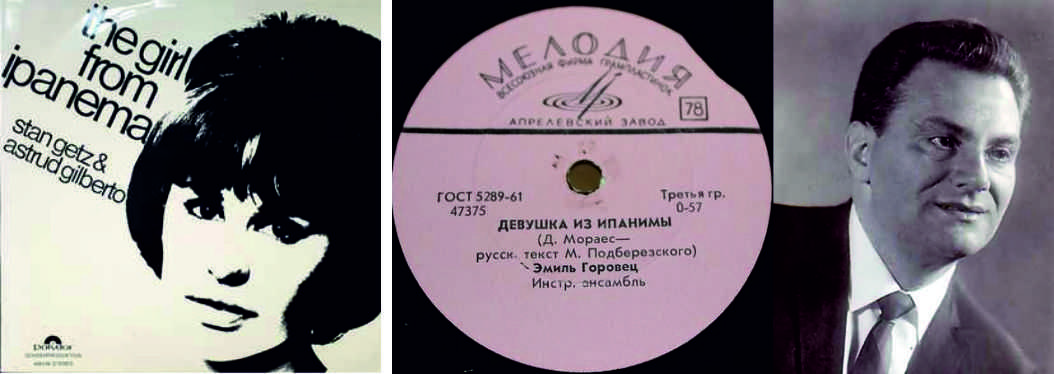 the girl
from
ipanema
stan getz &
astrud gilberto
polydor
МЕЛОДИЯ
ВСЕСОЮЗНАЯ ФИРМА ГРАМПЛАСТИНОК
АПРЕЛЕВСКИЙ ЗАВОД
78
ГОСТ 5289-61
47375
Третья гр.
0-57
ДЕВУШКА ИЗ ИПАНИМЫ
(Д. Мораес—
русск. текст М. Подберезского)
Эмиль Горовец
Инстр. ансамбль